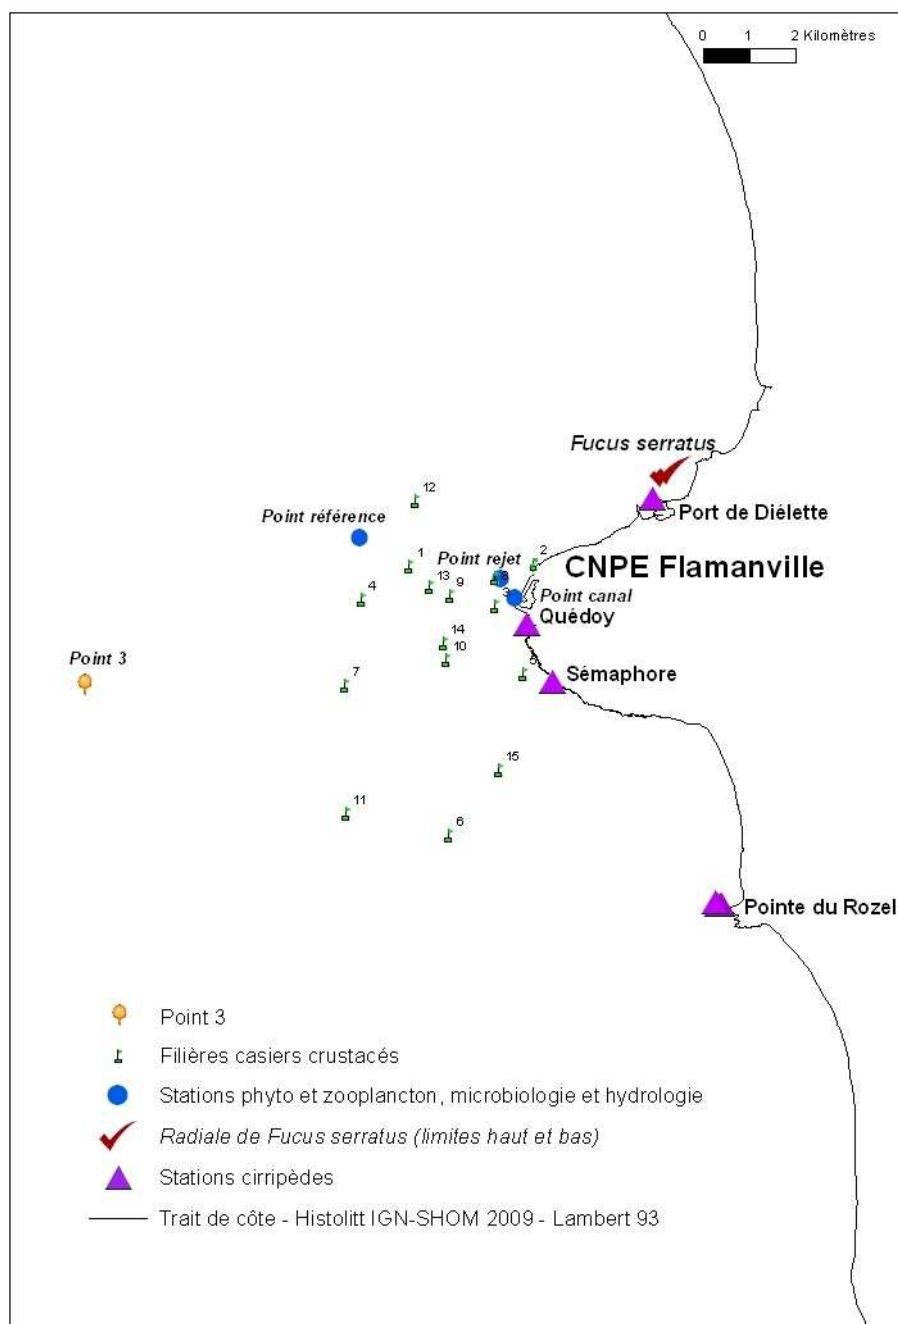 0 1 2 Kilomètres
Fucus serratus
12
Point référence
Port de Diélette
1
Point rejet
2
CNPE Flamanville
13
9
8
4
3
Point canal
Quédoy
14
10
Point 3
7
5
Sémaphore
15
11
6
Pointe du Rozel
Point 3
Filières casiers crustacés
Stations phyto et zooplancton, microbiologie et hydrologie
Radiale de Fucus serratus (limites haut et bas)
Stations cirripèdes
Trait de côte - Histolitt IGN-SHOM 2009 - Lambert 93